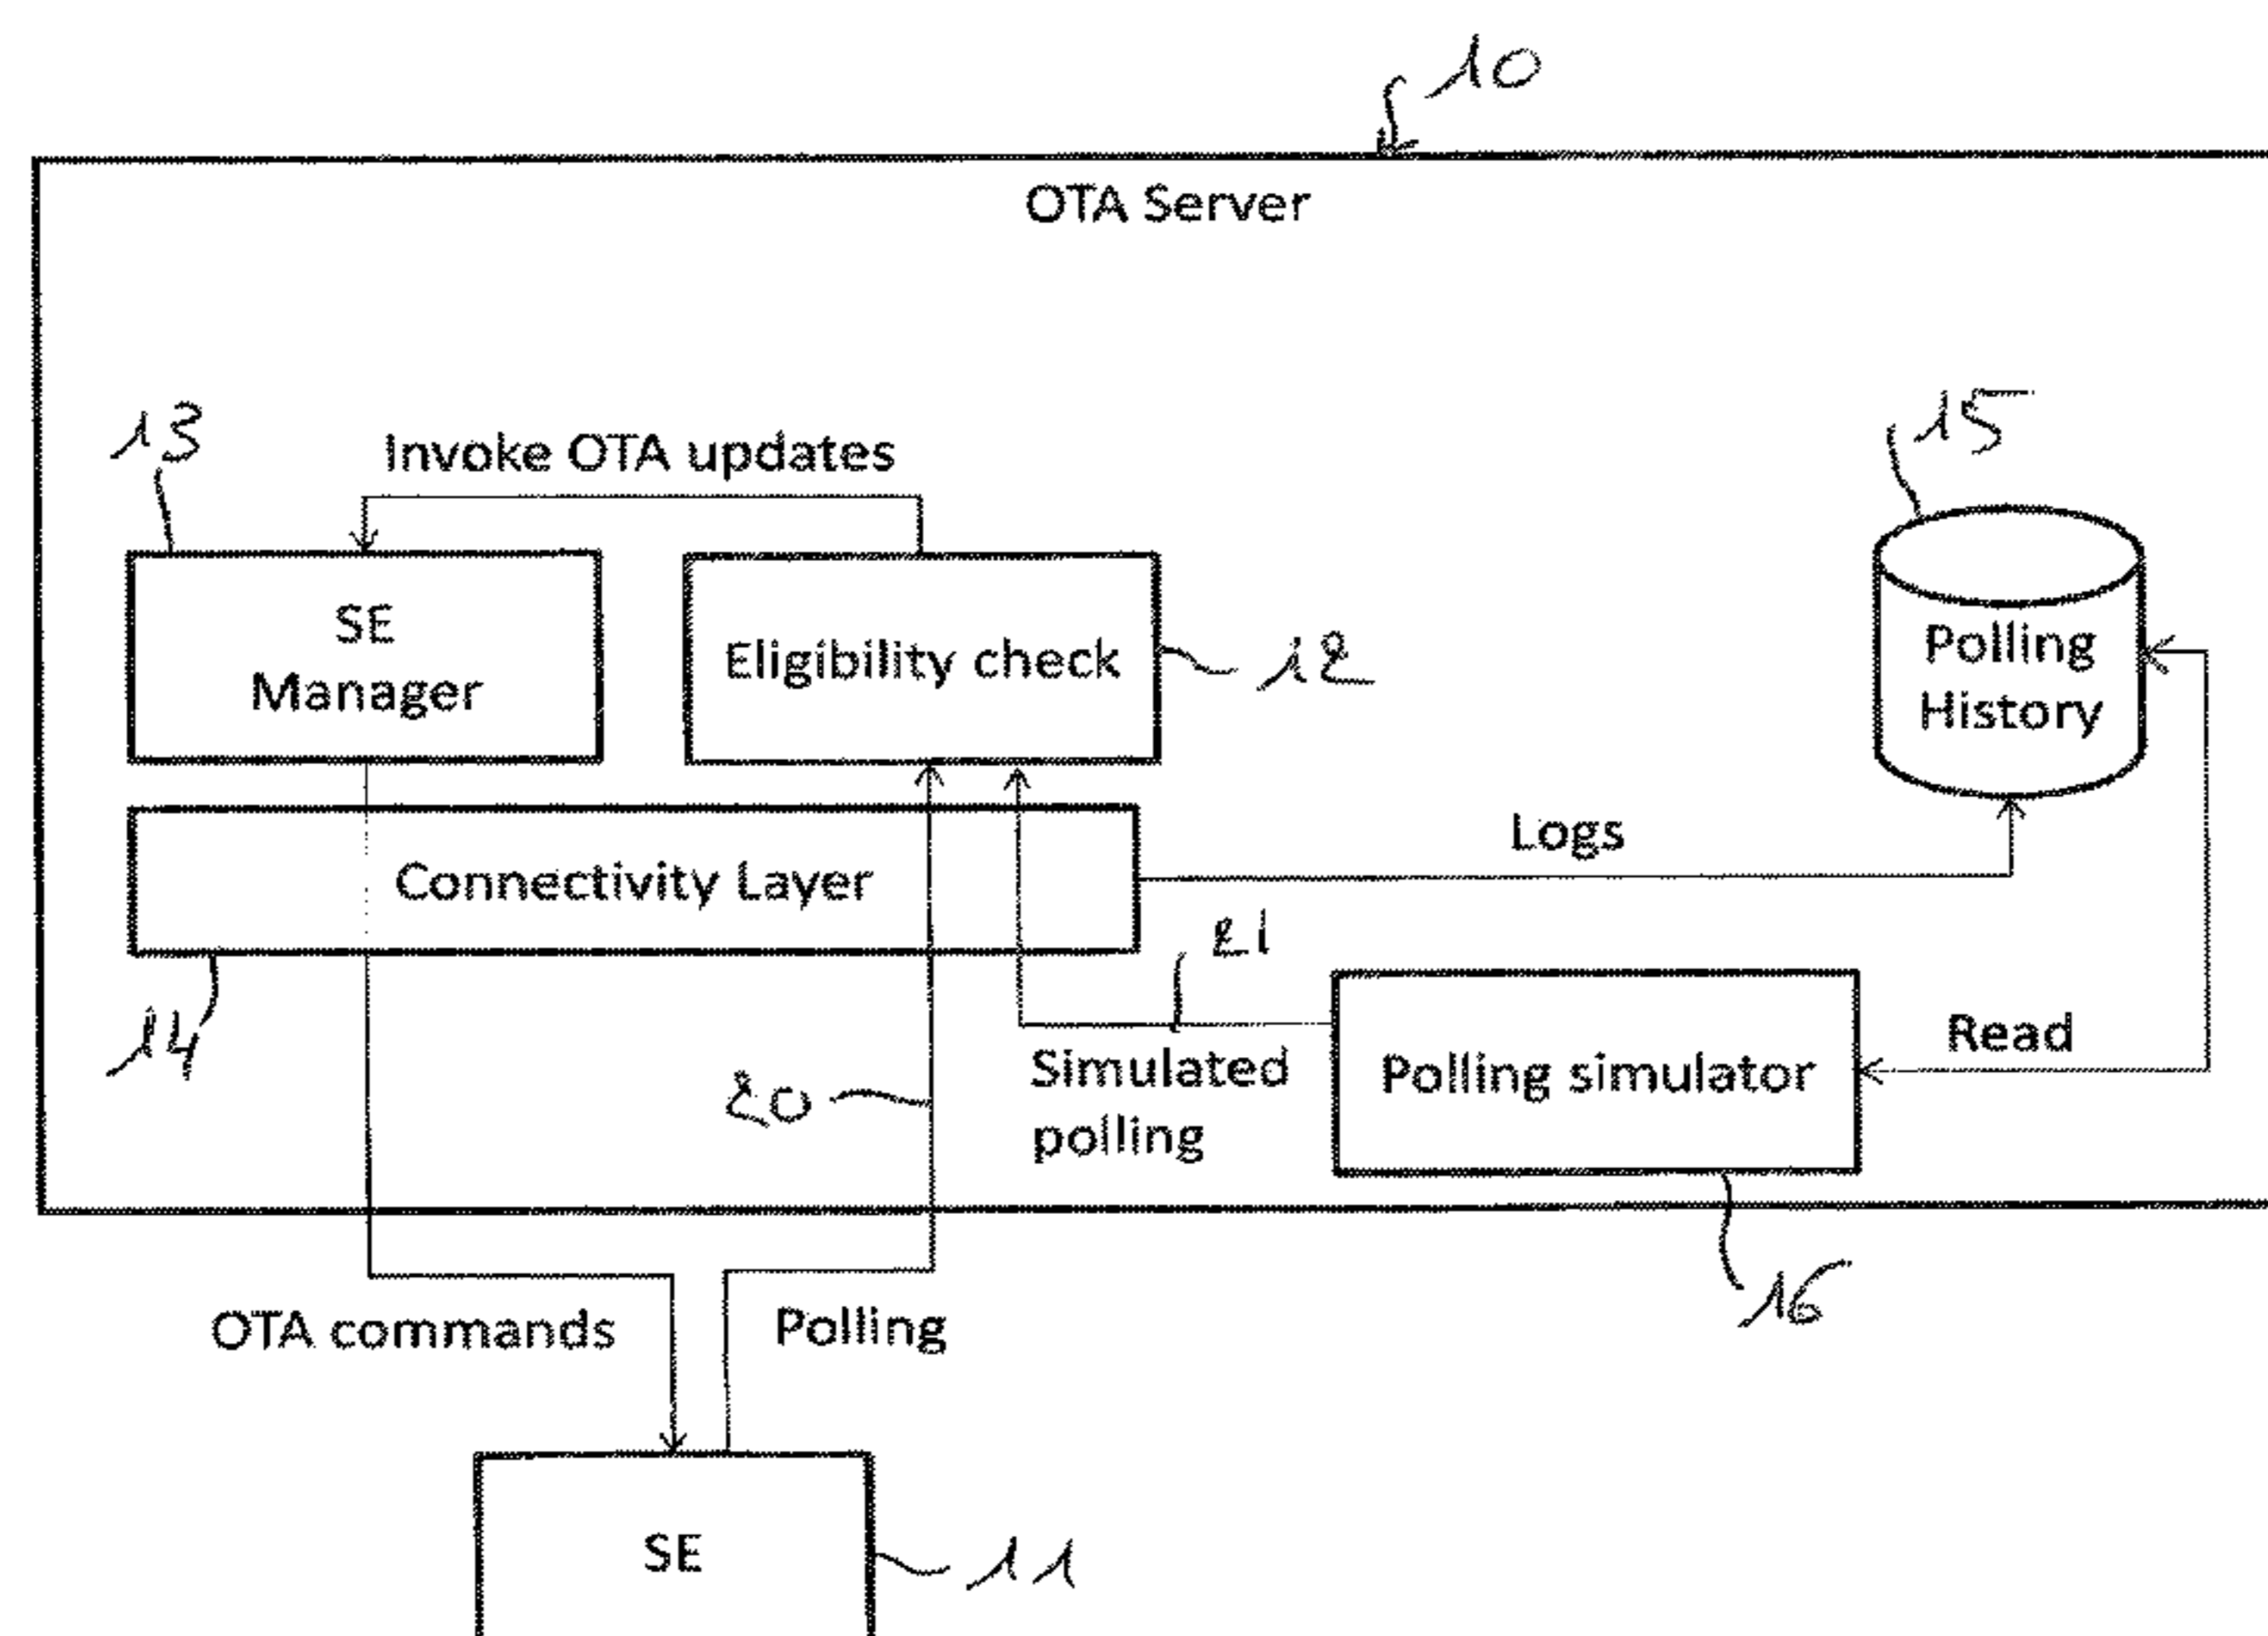 10
OTA Server
13
Invoke OTA updates
15
SE
Manager
Eligibility check
12
Polling
History
Logs
Connectivity Layer
21
14
Simulated
polling
20
Polling simulator
Read
16
OTA commands
Polling
SE
11